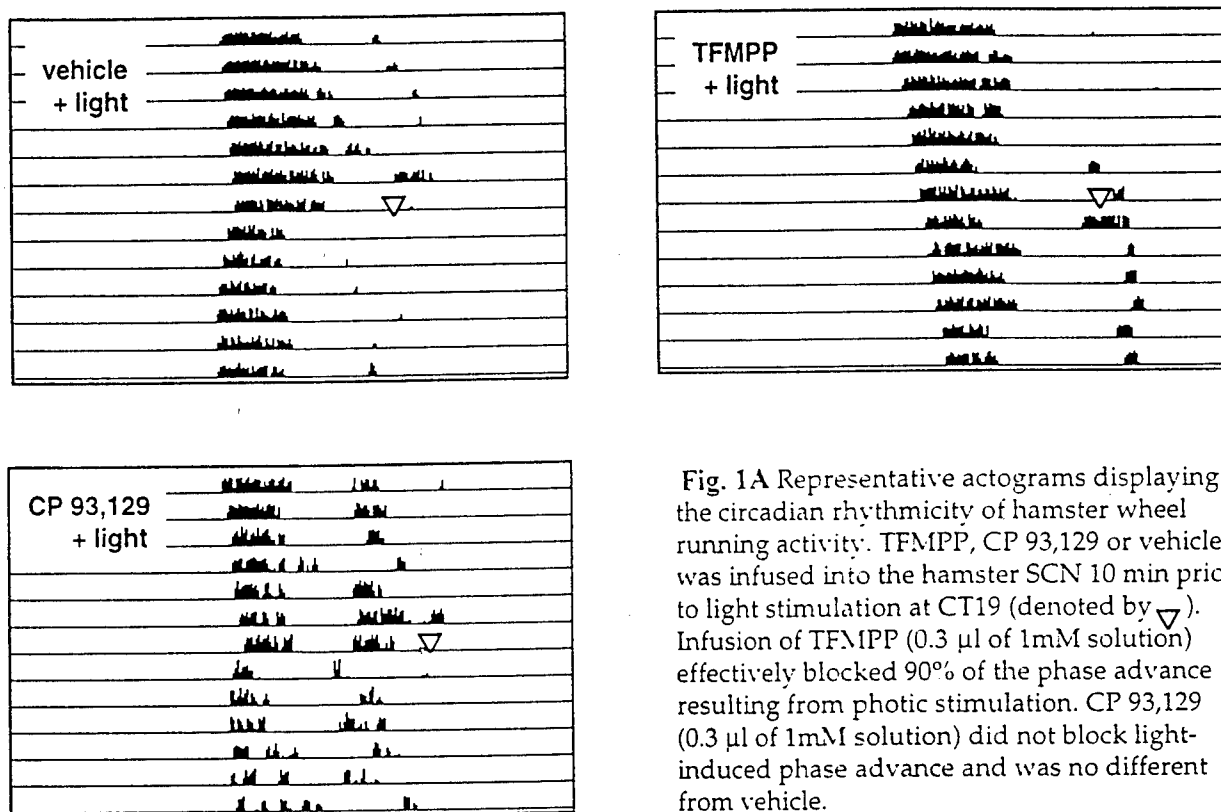 vehicle
+ light
TFMPP
+ light
CP 93,129
+ light
Fig. 1A Representative actograms displaying
the circadian rhythmicity of hamster wheel
running activity. TFMPP, CP 93,129 or vehicle
was infused into the hamster SCN 10 min prio
to light stimulation at CT19 (denoted by ▽ ).
Infusion of TFMPP (0.3 µl of 1mM solution)
effectively blocked 90% of the phase advance
resulting from photic stimulation. CP 93,129
(0.3 µl of 1mM solution) did not block light-
induced phase advance and was no different
from vehicle.